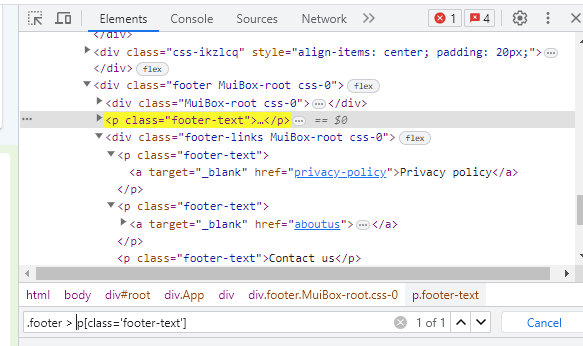 Elements Console Sources Network » 1 4
</div>
<div class="css-ikzlcq" style="align-items: center; padding: 20px;">…
</div> flex
<div class="footer MuiBox-root css-0"> flex
<div class="MuiBox-root css-0">…</div>
… <p class="footer-text">…</p> … == $0
<div class="footer-links MuiBox-root css-0"> flex
<p class="footer-text">
<a target="_blank" href="privacy-policy">Privacy policy</a>
</p>
<p class="footer-text">
<a target="_blank" href="aboutus">…</a>
</p>
<p class="footer-text">Contact us</p>
html body div#root div.App div div.footer.MuiBox-root.css-0 p.footer-text
.footer > p[class='footer-text'] 1 of 1 Cancel